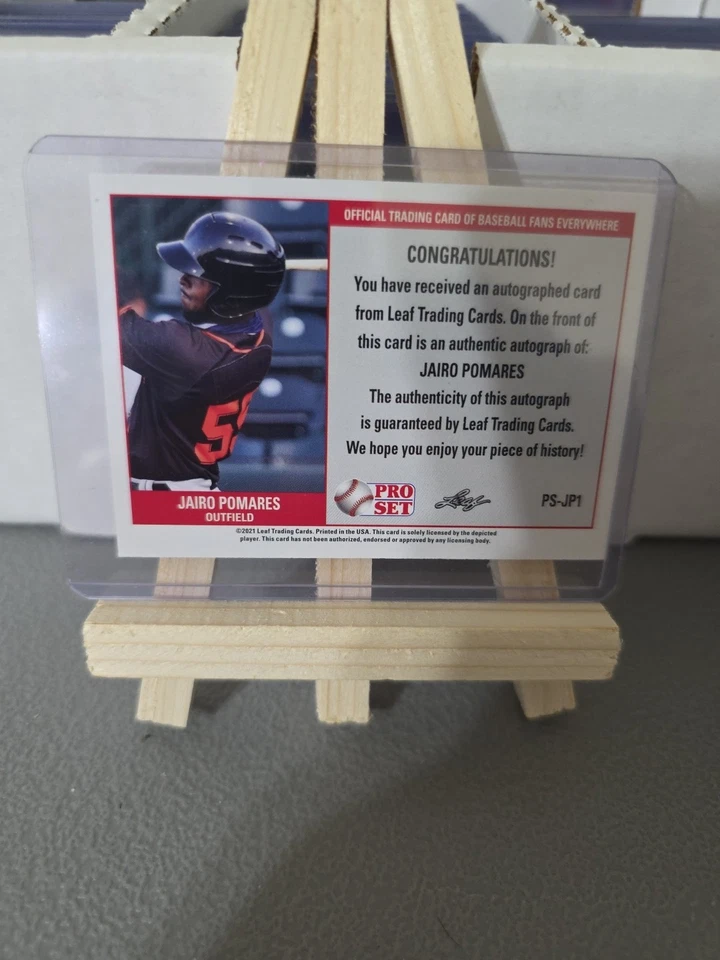 OFFICIAL TRADING CARD OF BASEBALL FANS EVERYWHERE
CONGRATULATIONS!
You have received an autographed card
from Leaf Trading Cards. On the front of
this card is an authentic autograph of:
JAIRO POMARES
The authenticity of this autograph
is guaranteed by Leaf Trading Cards.
We hope you enjoy your piece of history!
PRO
SET
Leaf
PS-JP1
JAIRO POMARES
OUTFIELD
©2021 Leaf Trading Cards. Printed in the USA. This card is solely licensed by the depicted
player. This card has not been authorized, endorsed or approved by any licensing body.